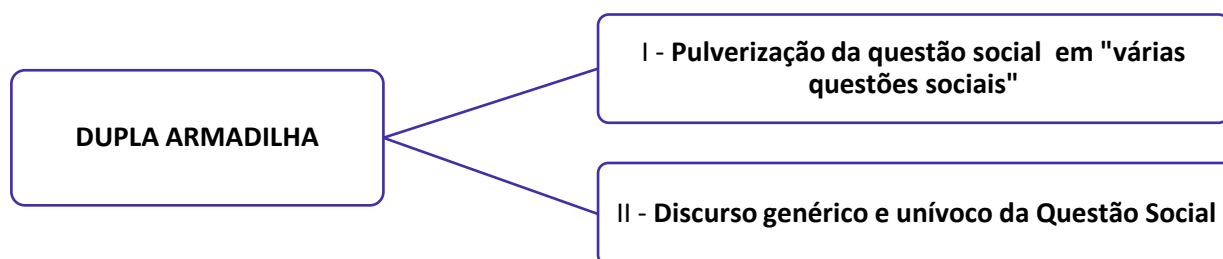 I - Pulverização da questão social em "várias
questões sociais"
DUPLA ARMADILHA
II - Discurso genérico e unívoco da Questão Social